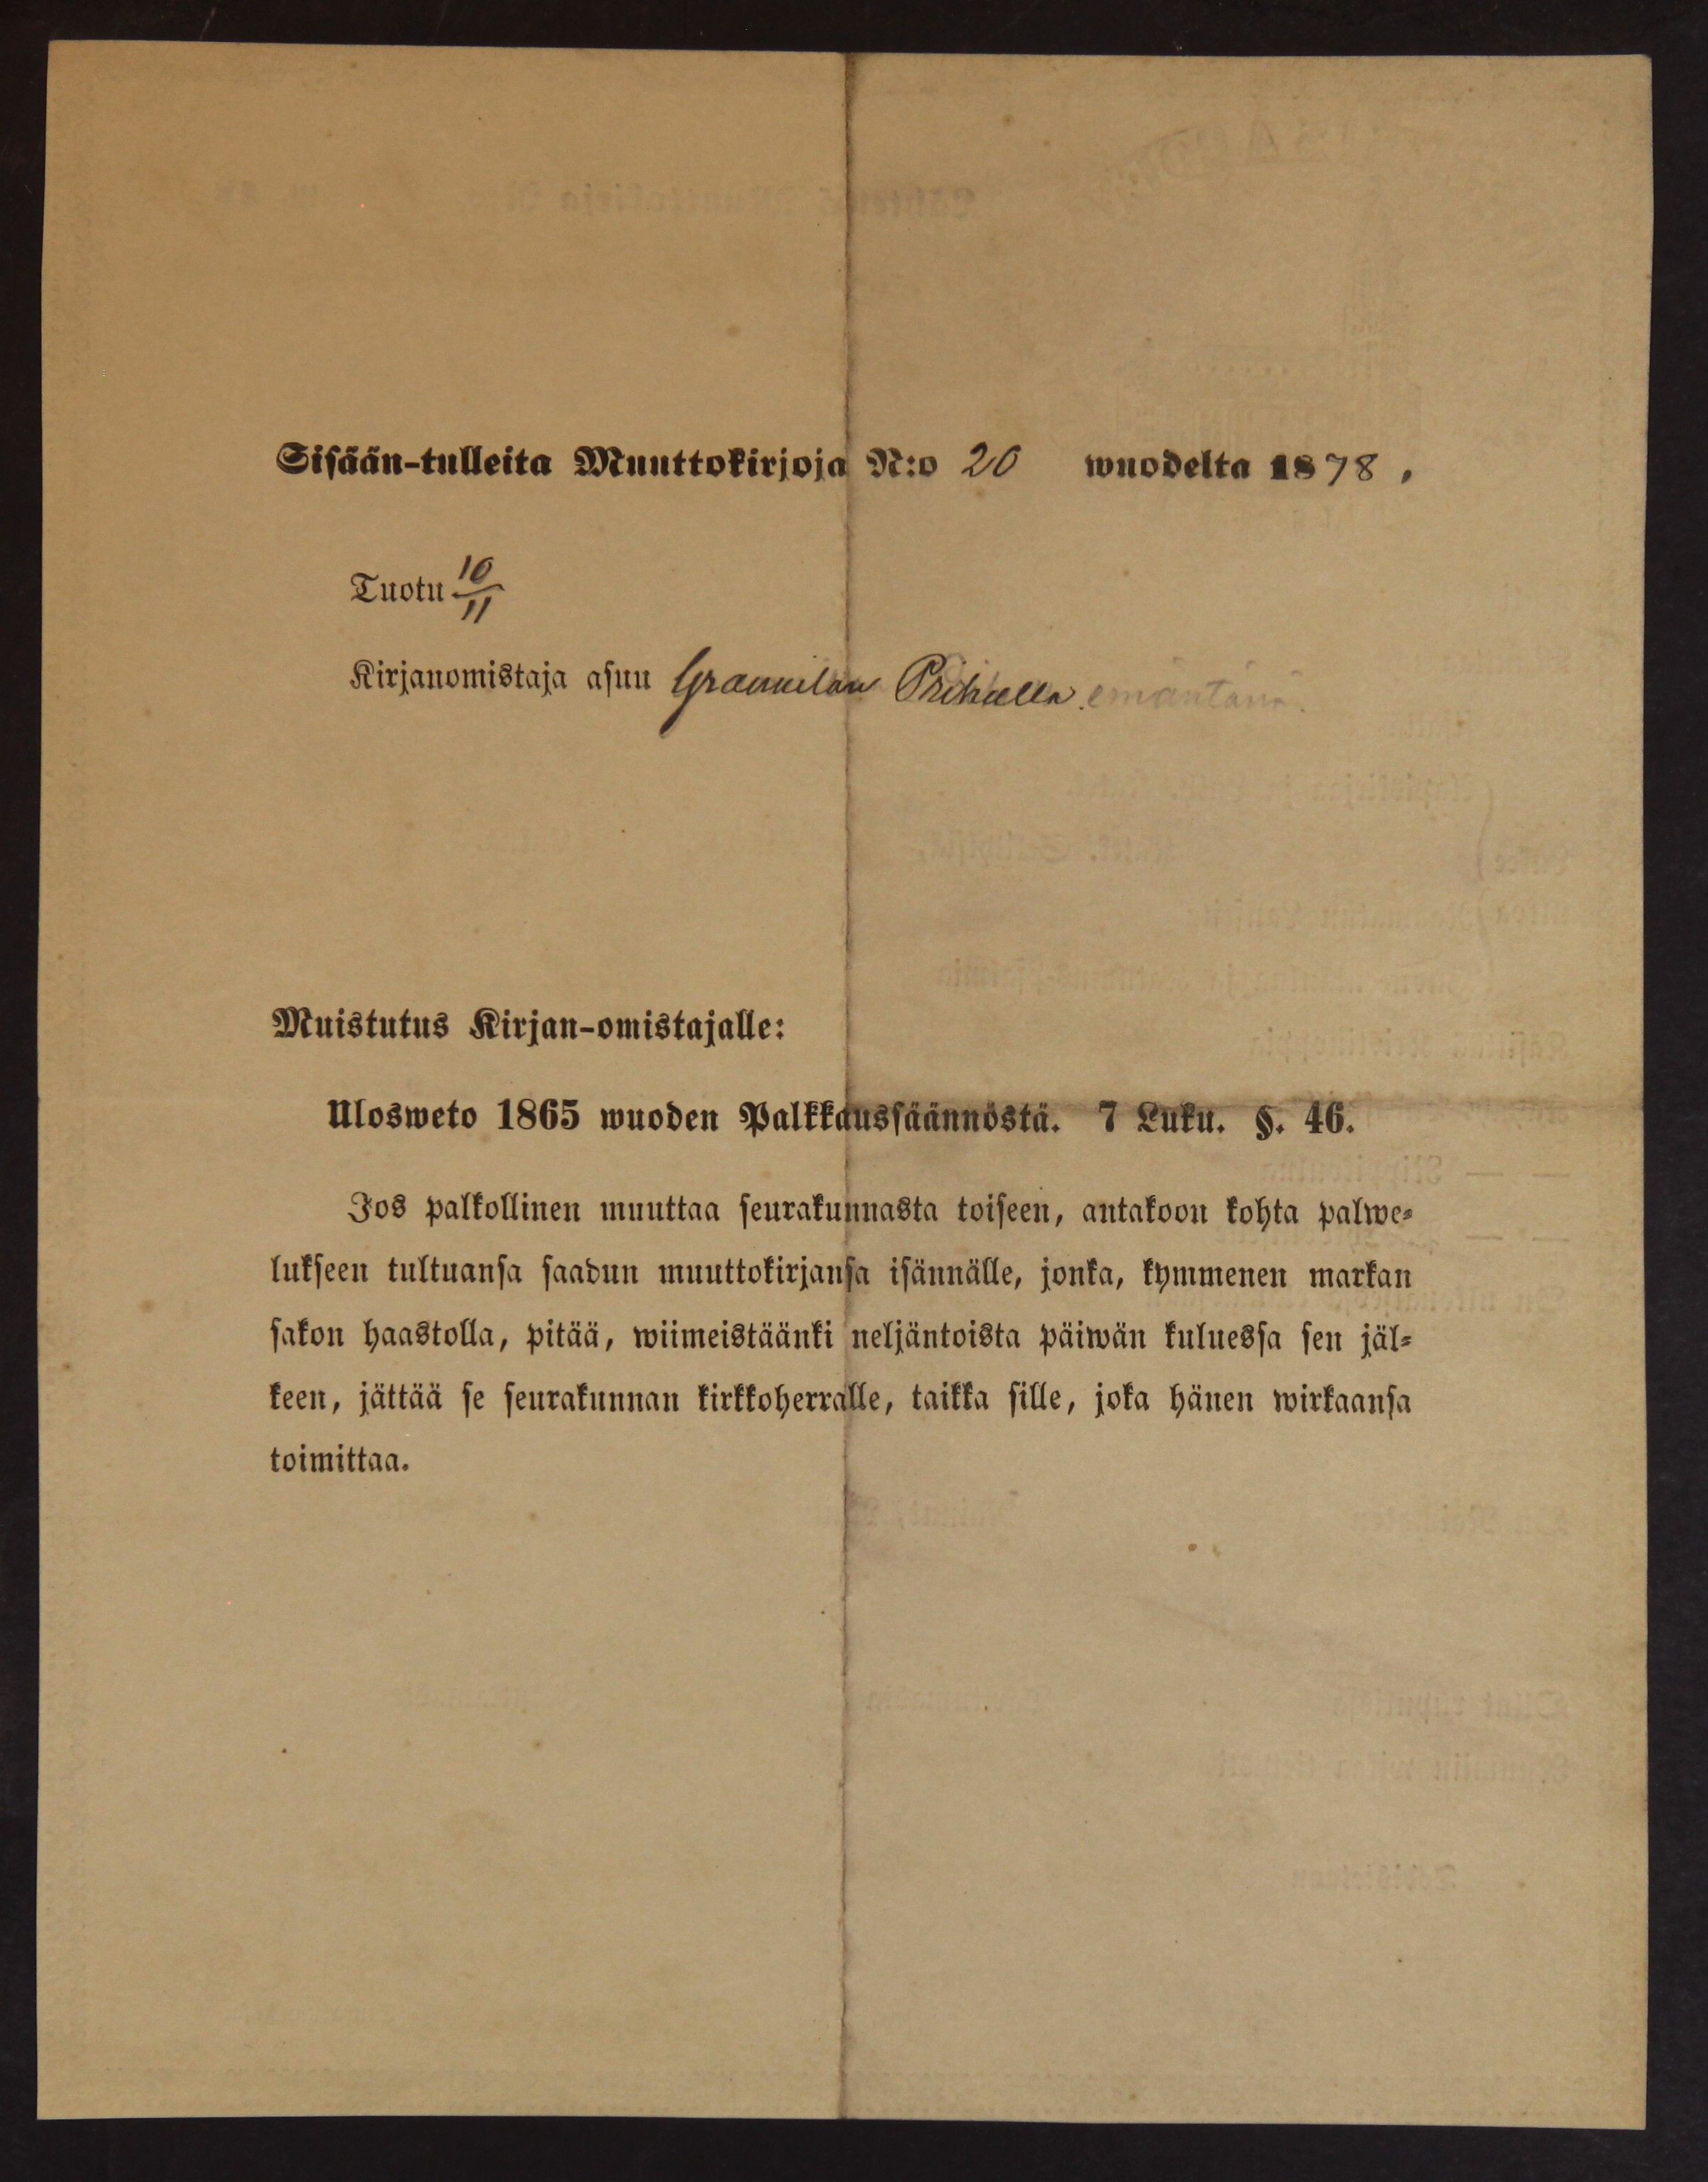 Sisään-tulleita Muuttokirjoja N:o 20 wuodelta 1878.
Tuotu 10/11
Kirjanomistaja asuu Prihalla emäntänä.
Muistutus Kirjan-omistajalle:
Ulosweto 1865 wuoden Palkkaussäännöstä. 7 Luku. §. 46.
Jos palkollinen muuttaa seurakunnasta toiseen, antakoon kohta palwe-
lukseen tultuansa saadun muuttokirjansa isännälle, jonka, kymmenen markan
sakon haastolla, pitää, wiimeistäänki neljäntoista päiwän kuluessa sen jäl-
keen, jättää se seurakunnan kirkkoherralle, taikka sille, joka hänen wirkaansa
toimittaa.